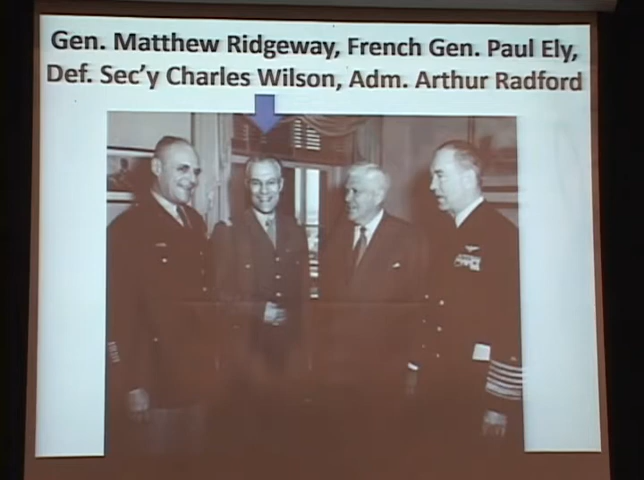 Gen. Matthew Ridgeway, French Gen. Paul Ely,
Def. Sec'y Charles Wilson, Adm. Arthur Radford